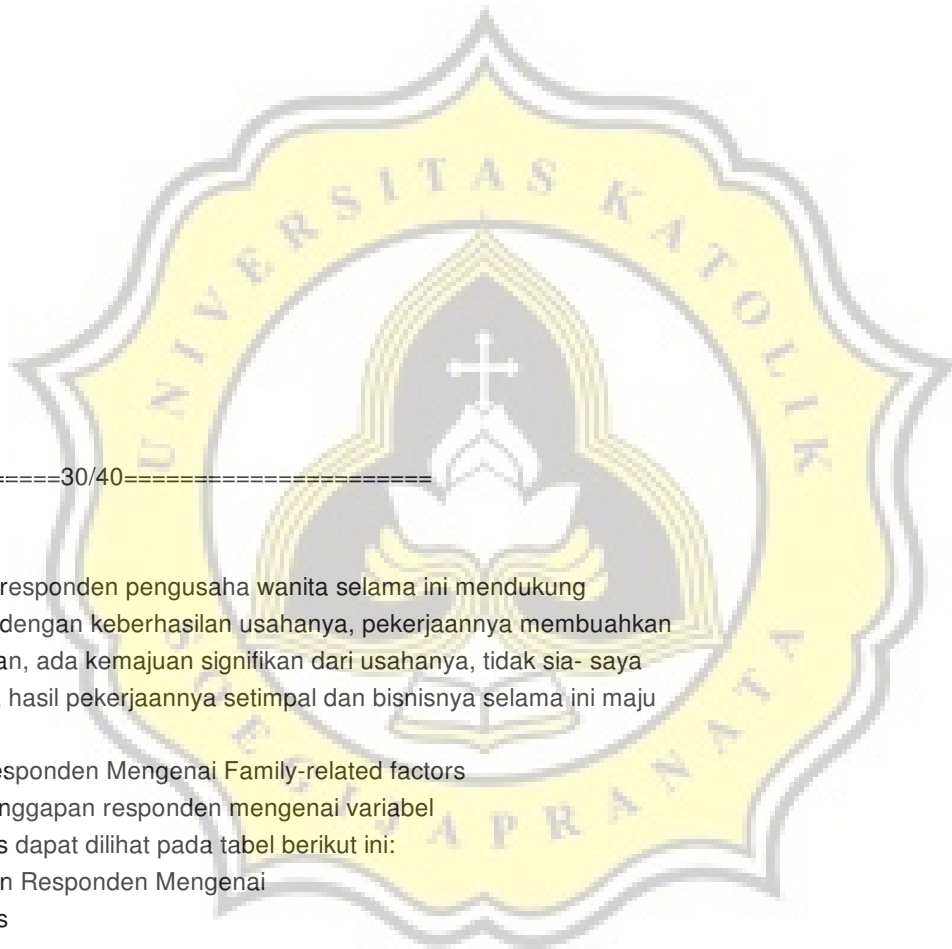 UNIVERSITAS KATOLIK
=====30/40======================
responden pengusaha wanita selama ini mendukung
dengan keberhasilan usahanya, pekerjaannya membuahkan
an, ada kemajuan signifikan dari usahanya, tidak sia- saya
hasil pekerjaannya setimpal dan bisnisnya selama ini maju
esponden Mengenai Family-related factors
nggapan responden mengenai variabel
s dapat dilihat pada tabel berikut ini:
n Responden Mengenai
s
SOEGIJAPRANATA